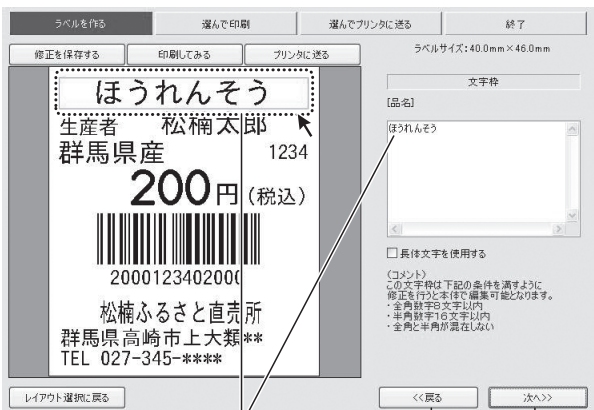 ラベルを作る
選んで印刷
選んでプリンタに送る
終了
修正を保存する
印刷してみる
プリンタに送る
ラベルサイズ:40.0mm×46.0mm
ほうれんそう
生産者 松楠太郎
群馬県産 1234
200円(税込)
200012340200
松楠ふるさと直売所
群馬県高崎市上大類**
TEL 027-345-****
文字枠
[品名]
ほうれんそう
長体文字を使用する
(コメント)
この文字枠は下記の条件を満すように
修正を行うと本体で編集可能となります。
・全角数字8文字以内
・半角数字16文字以内
・全角と半角が混在しない
レイアウト選択に戻る
<<戻る
次へ>>